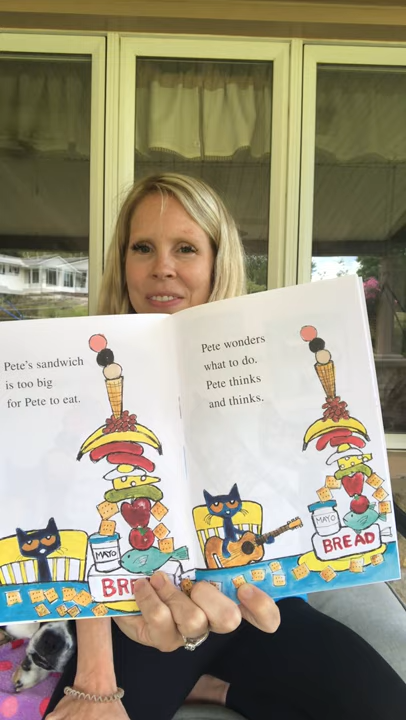 Pete's sandwich
is too big
for Pete to eat.
MAYO
Pete wonders
what to do.
Pete thinks
and thinks.
MAYO
BREAD